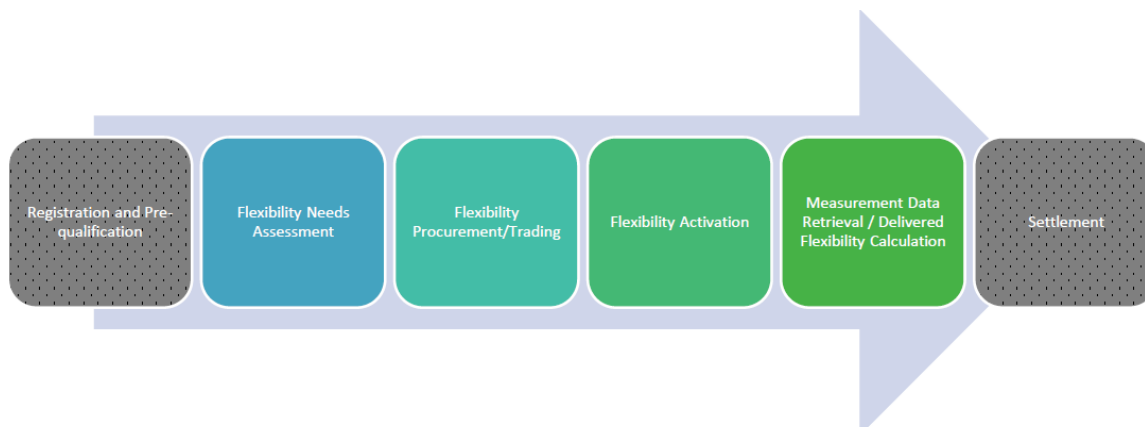 Registration and Pre-
qualification
Flexibility Needs
Assessment
Flexibility
Procurement/Trading
Flexibility Activation
Measurement Data
Retrieval / Delivered
Flexibility Calculation
Settlement